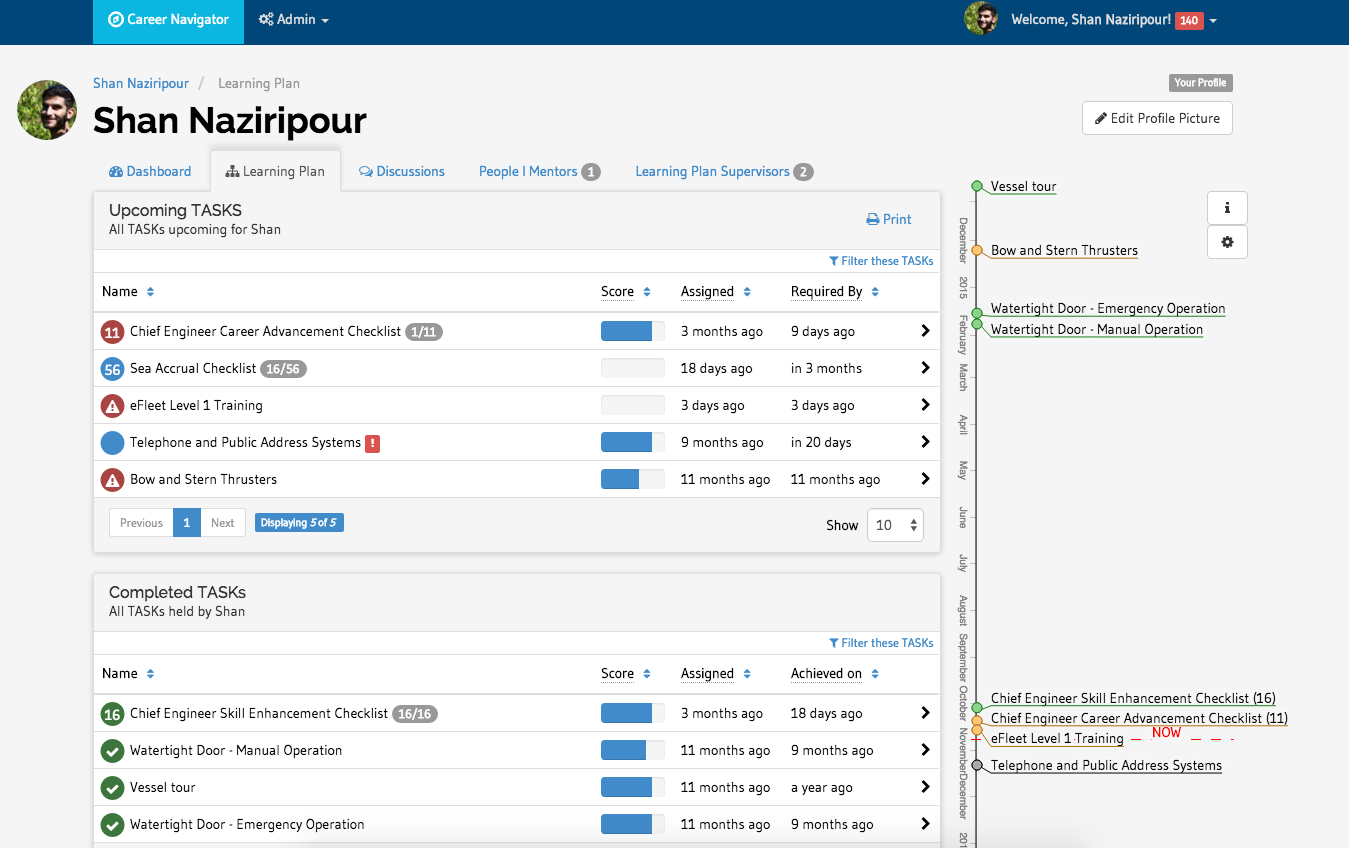 Career Navigator
Admin
Welcome, Shan Naziripour! 140
Shan Naziripour / Learning Plan
Your Profile
Shan Naziripour
Edit Profile Picture
Dashboard
Learning Plan
Discussions
People I Mentors 1
Learning Plan Supervisors 2
Upcoming TASKS
All TASKs upcoming for Shan
Print
Filter these TASKs
Name Score Assigned Required By
11 Chief Engineer Career Advancement Checklist 1/11 3 months ago 9 days ago
56 Sea Accrual Checklist 16/56 18 days ago in 3 months
eFleet Level 1 Training 3 days ago 3 days ago
Telephone and Public Address Systems ! 9 months ago in 20 days
Bow and Stern Thrusters 11 months ago 11 months ago
Previous 1 Next Displaying 5 of 5 Show 10
Completed TASKs
All TASKs held by Shan
Filter these TASKs
Name Score Assigned Achieved on
16 Chief Engineer Skill Enhancement Checklist 16/16 3 months ago 18 days ago
Watertight Door - Manual Operation 11 months ago 9 months ago
Vessel tour 11 months ago a year ago
Watertight Door - Emergency Operation 11 months ago 9 months ago
Vessel tour
i
December
Bow and Stern Thrusters
2015
Watertight Door - Emergency Operation
Watertight Door - Manual Operation
February
March
April
May
June
July
August
September
October
Chief Engineer Skill Enhancement Checklist (16)
Chief Engineer Career Advancement Checklist (11)
eFleet Level 1 Training
NOW
November
Telephone and Public Address Systems
December